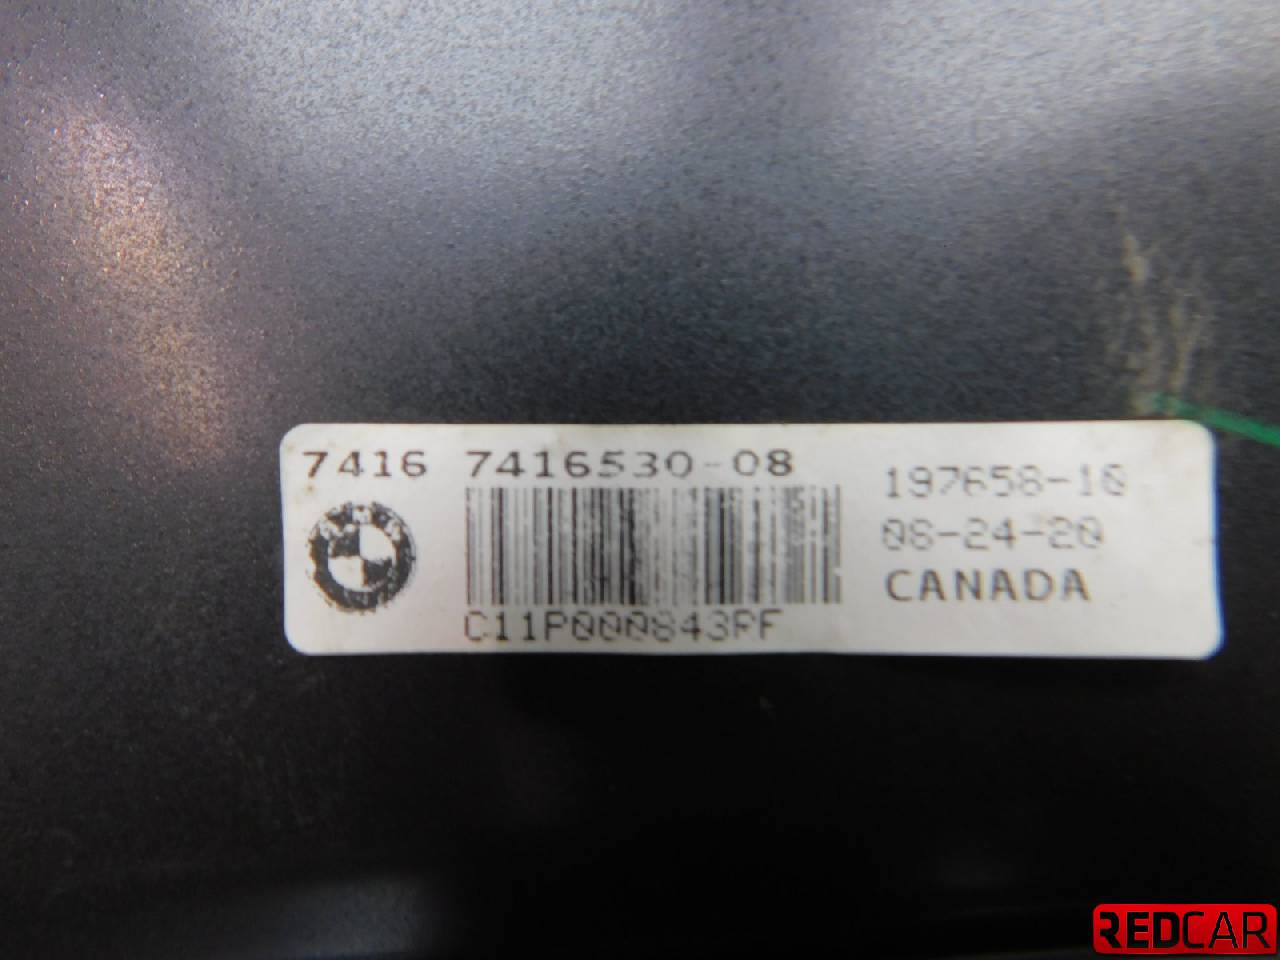 7416 7416530-08
197658-10
08-24-20
CANADA
C11P000843PF
REDCAR